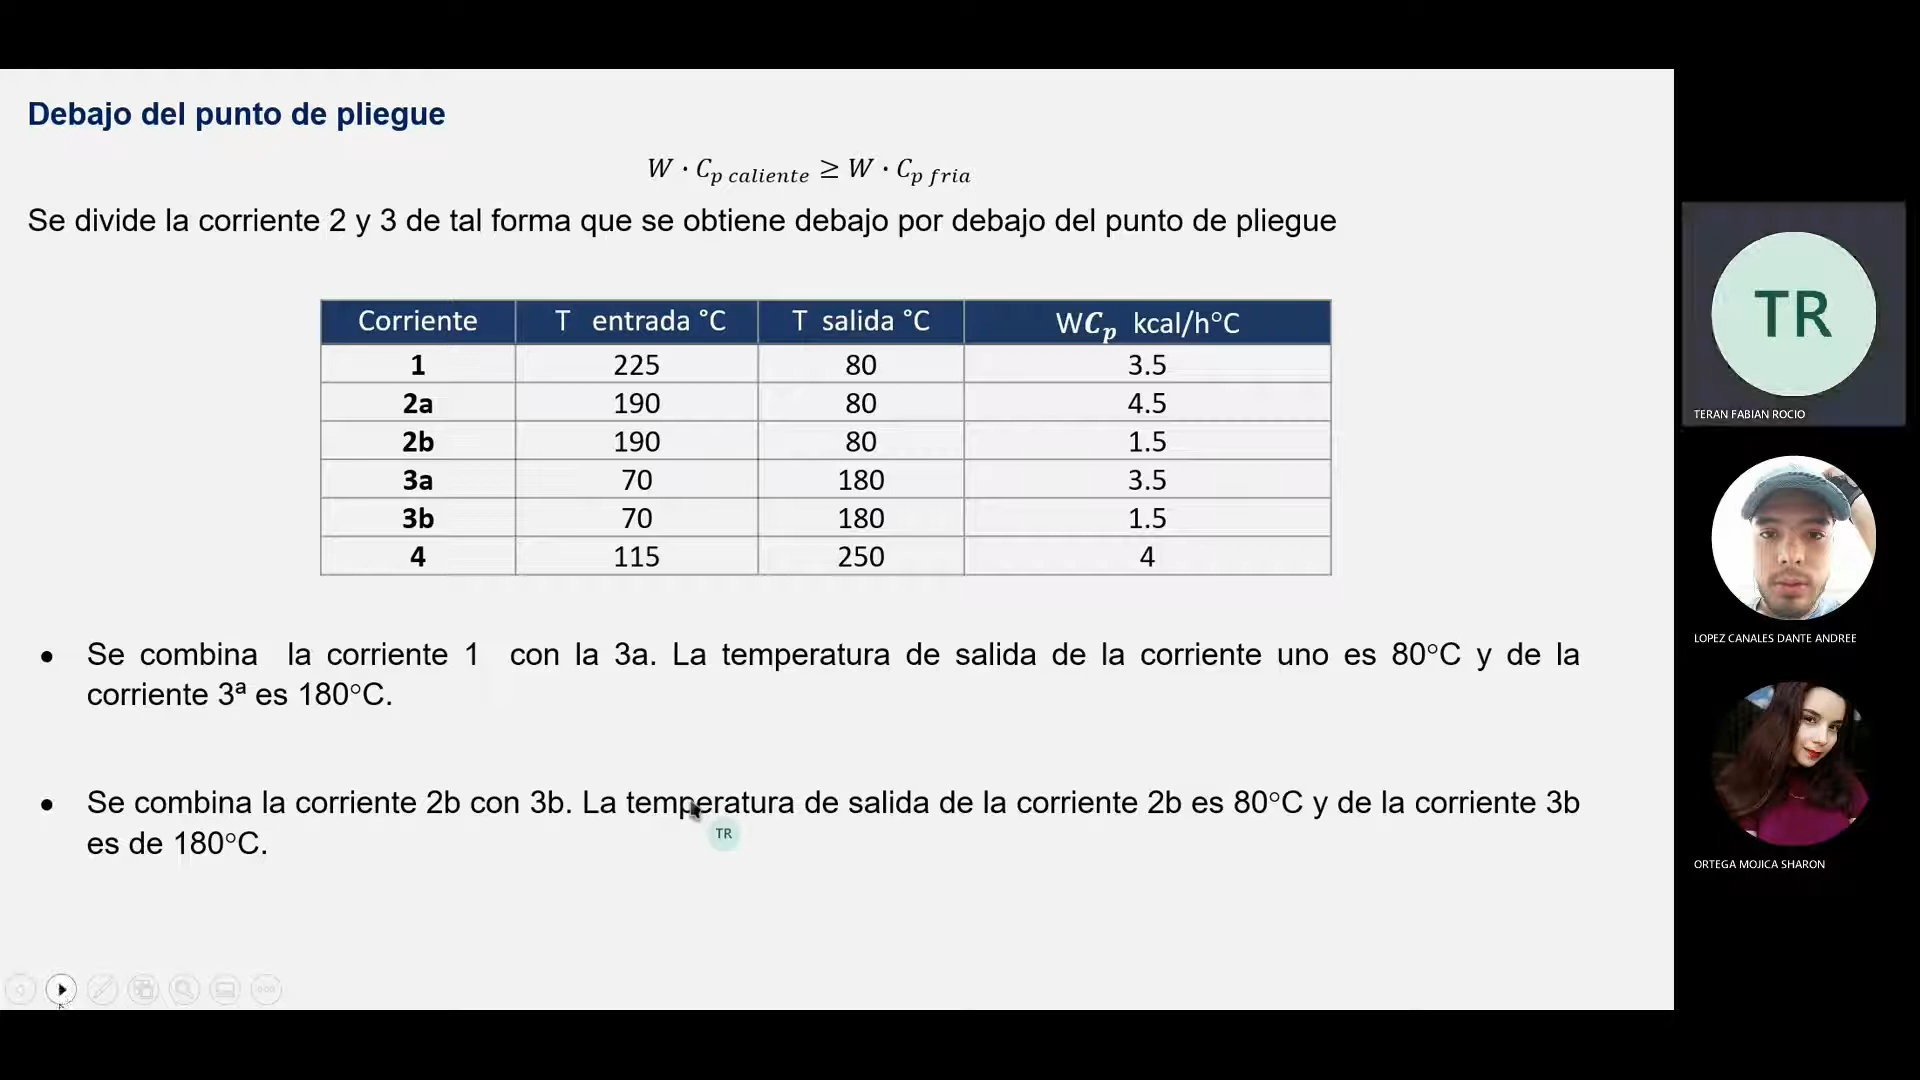 Debajo del punto de pliegue
W · Cp caliente ≥ W · Cp fria
Se divide la corriente 2 y 3 de tal forma que se obtiene debajo por debajo del punto de pliegue
Corriente T entrada °C T salida °C WCp kcal/h°C
1 225 80 3.5
2a 190 80 4.5
2b 190 80 1.5
3a 70 180 3.5
3b 70 180 1.5
4 115 250 4
• Se combina la corriente 1 con la 3a. La temperatura de salida de la corriente uno es 80°C y de la
corriente 3ª es 180°C.
• Se combina la corriente 2b con 3b. La temperatura de salida de la corriente 2b es 80°C y de la corriente 3b
es de 180°C.
TR
TR
TERAN FABIAN ROCIO
LOPEZ CANALES DANTE ANDREE
ORTEGA MOJICA SHARON